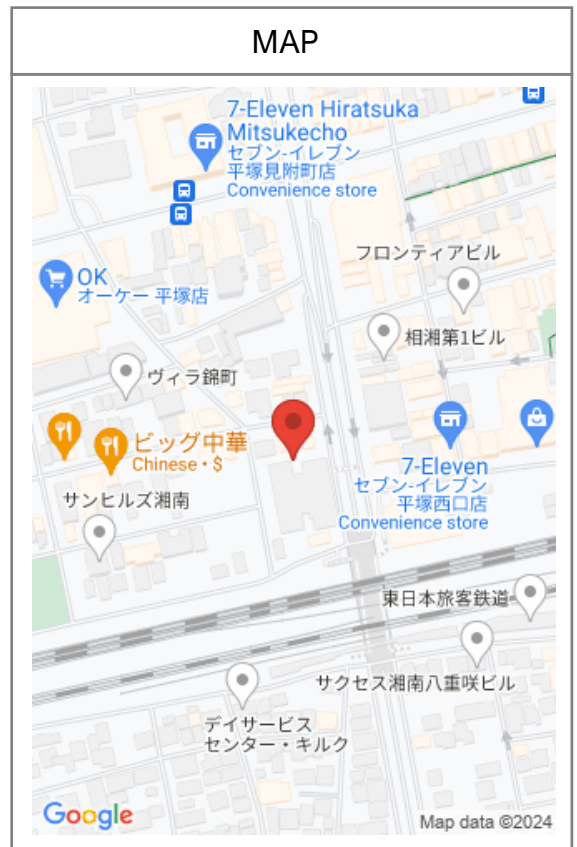 MAP
7-Eleven Hiratsuka
Mitsukecho
セブン-イレブン
平塚見附町店
Convenience store
フロンティアビル
OK
オーケー 平塚店
相湘第1ビル
ヴィラ錦町
ビッグ中華
Chinese・$
7-Eleven
セブン-イレブン
平塚西口店
Convenience store
サンヒルズ湘南
東日本旅客鉄道
サクセス湘南八重咲ビル
デイサービス
センター・キルク
Google
Map data ©2024